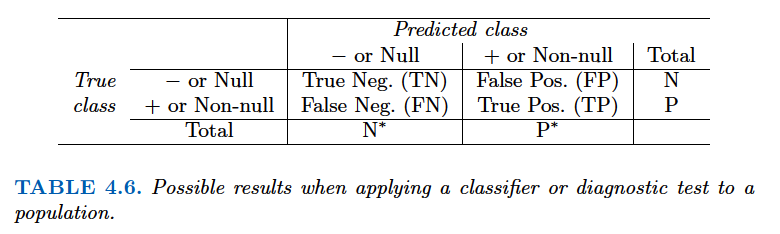 Predicted class
− or Null + or Non-null Total
True − or Null True Neg. (TN) False Pos. (FP) N
class + or Non-null False Neg. (FN) True Pos. (TP) P
Total N* P*
TABLE 4.6. Possible results when applying a classifier or diagnostic test to a
population.